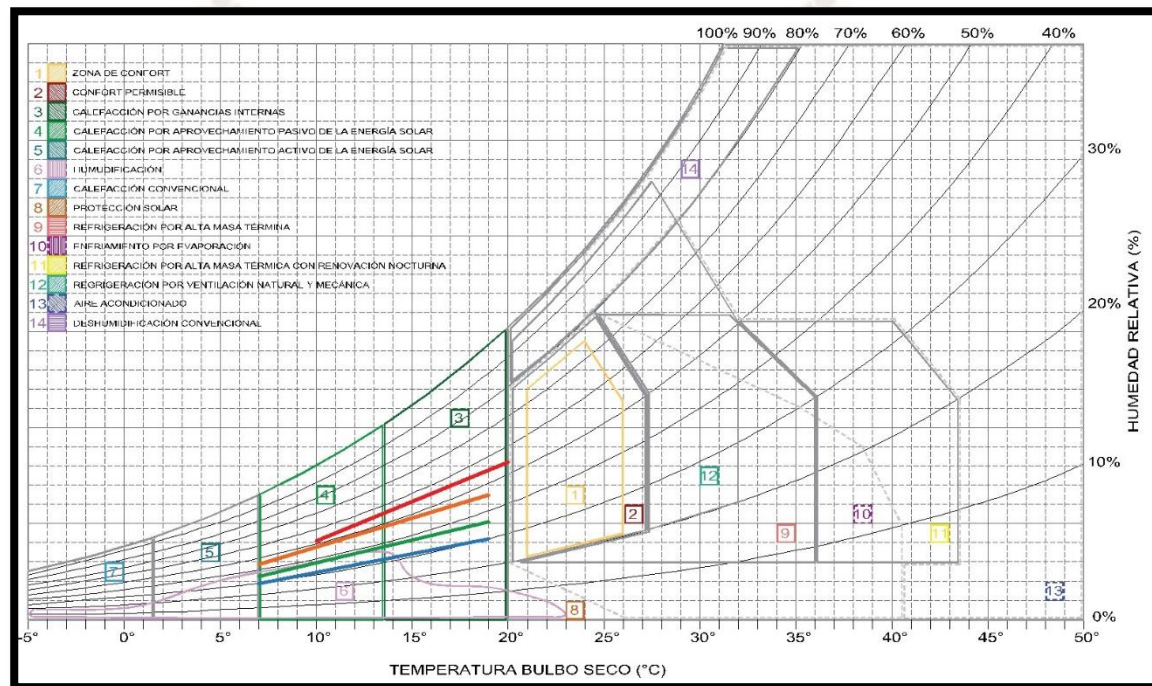 100% 90% 80% 70% 60% 50% 40%
1 ZONA DE CONFORT
2 CONFORT PERMISIBLE
3 CALEFACCIÓN POR GANANCIAS INTERNAS
4 CALEFACCIÓN POR APROVECHAMIENTO PASIVO DE LA ENERGÍA SOLAR
5 CALEFACCIÓN POR APROVECHAMIENTO ACTIVO DE LA ENERGÍA SOLAR
6 HUMUDIFICACIÓN
7 CALEFACCIÓN CONVENCIONAL
8 PROTECCIÓN SOLAR
9 REFRIGERACIÓN POR ALTA MASA TÉRMINA
10 ENFRIAMIENTO POR EVAPORACIÓN
11 REFRIGERACIÓN POR ALTA MASA TÉRMICA CON RENOVACIÓN NOCTURNA
12 REGRIGERACIÓN POR VENTILACIÓN NATURAL Y MECÁNICA
13 AIRE ACONDICIONADO
14 DESHUMIDIFICACIÓN CONVENCIONAL
30%
14
20%
HUMEDAD RELATIVA (%)
3
10%
12
4
1
2
10
9
11
5
7
6
8
13
0%
-5° 0° 5° 10° 15° 20° 25° 30° 35° 40° 45° 50°
TEMPERATURA BULBO SECO (°C)